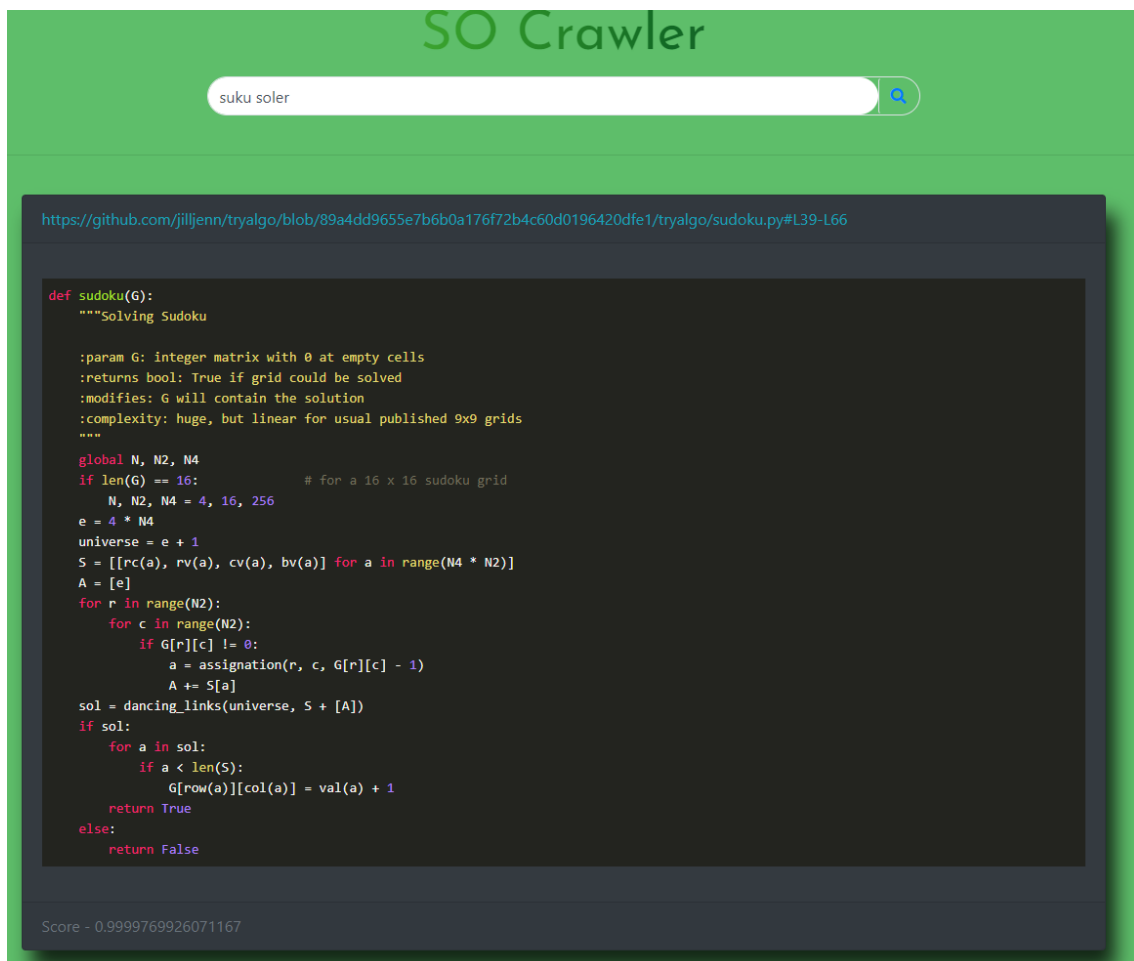 SO Crawler
suku soler
https://github.com/jilljenn/tryalgo/blob/89a4dd9655e7b6b0a176f72b4c60d0196420dfe1/tryalgo/sudoku.py#L39-L66
def sudoku(G):
    """Solving Sudoku
    :param G: integer matrix with 0 at empty cells
    :returns bool: True if grid could be solved
    :modifies: G will contain the solution
    :complexity: huge, but linear for usual published 9x9 grids
    """
    global N, N2, N4
    if len(G) == 16:              # for a 16 x 16 sudoku grid
        N, N2, N4 = 4, 16, 256
    e = 4 * N4
    universe = e + 1
    S = [[rc(a), rv(a), cv(a), bv(a)] for a in range(N4 * N2)]
    A = [e]
    for r in range(N2):
        for c in range(N2):
            if G[r][c] != 0:
                a = assignation(r, c, G[r][c] - 1)
                A += S[a]
    sol = dancing_links(universe, S + [A])
    if sol:
        for a in sol:
            if a < len(S):
                G[row(a)][col(a)] = val(a) + 1
        return True
    else:
        return False
Score - 0.9999769926071167